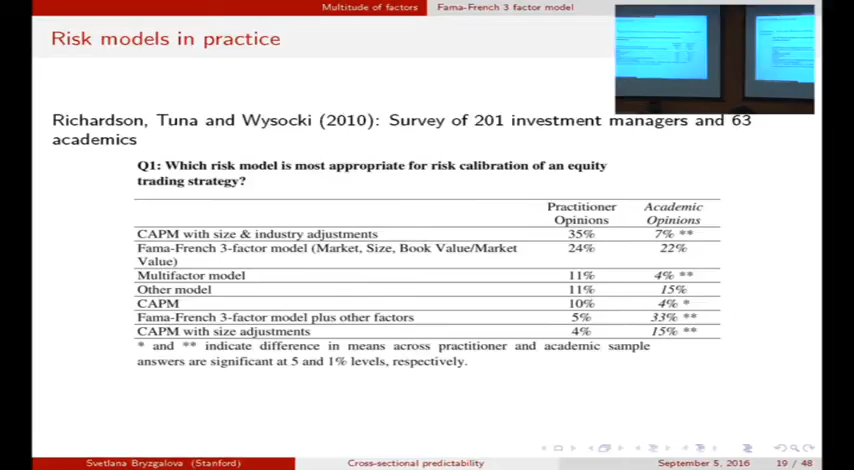 Multitude of factors Fama-French 3 factor model
Risk models in practice
Richardson, Tuna and Wysocki (2010): Survey of 201 investment managers and 63
academics
Q1: Which risk model is most appropriate for risk calibration of an equity
trading strategy?
Practitioner Academic
Opinions Opinions
CAPM with size & industry adjustments 35% 7% **
Fama-French 3-factor model (Market, Size, Book Value/Market 24% 22%
Value)
Multifactor model 11% 4% **
Other model 11% 15%
CAPM 10% 4% *
Fama-French 3-factor model plus other factors 5% 33% **
CAPM with size adjustments 4% 15% **
* and ** indicate difference in means across practitioner and academic sample
answers are significant at 5 and 1% levels, respectively.
Svetlana Bryzgalova (Stanford) Cross-sectional predictability September 5, 2016 19 / 48